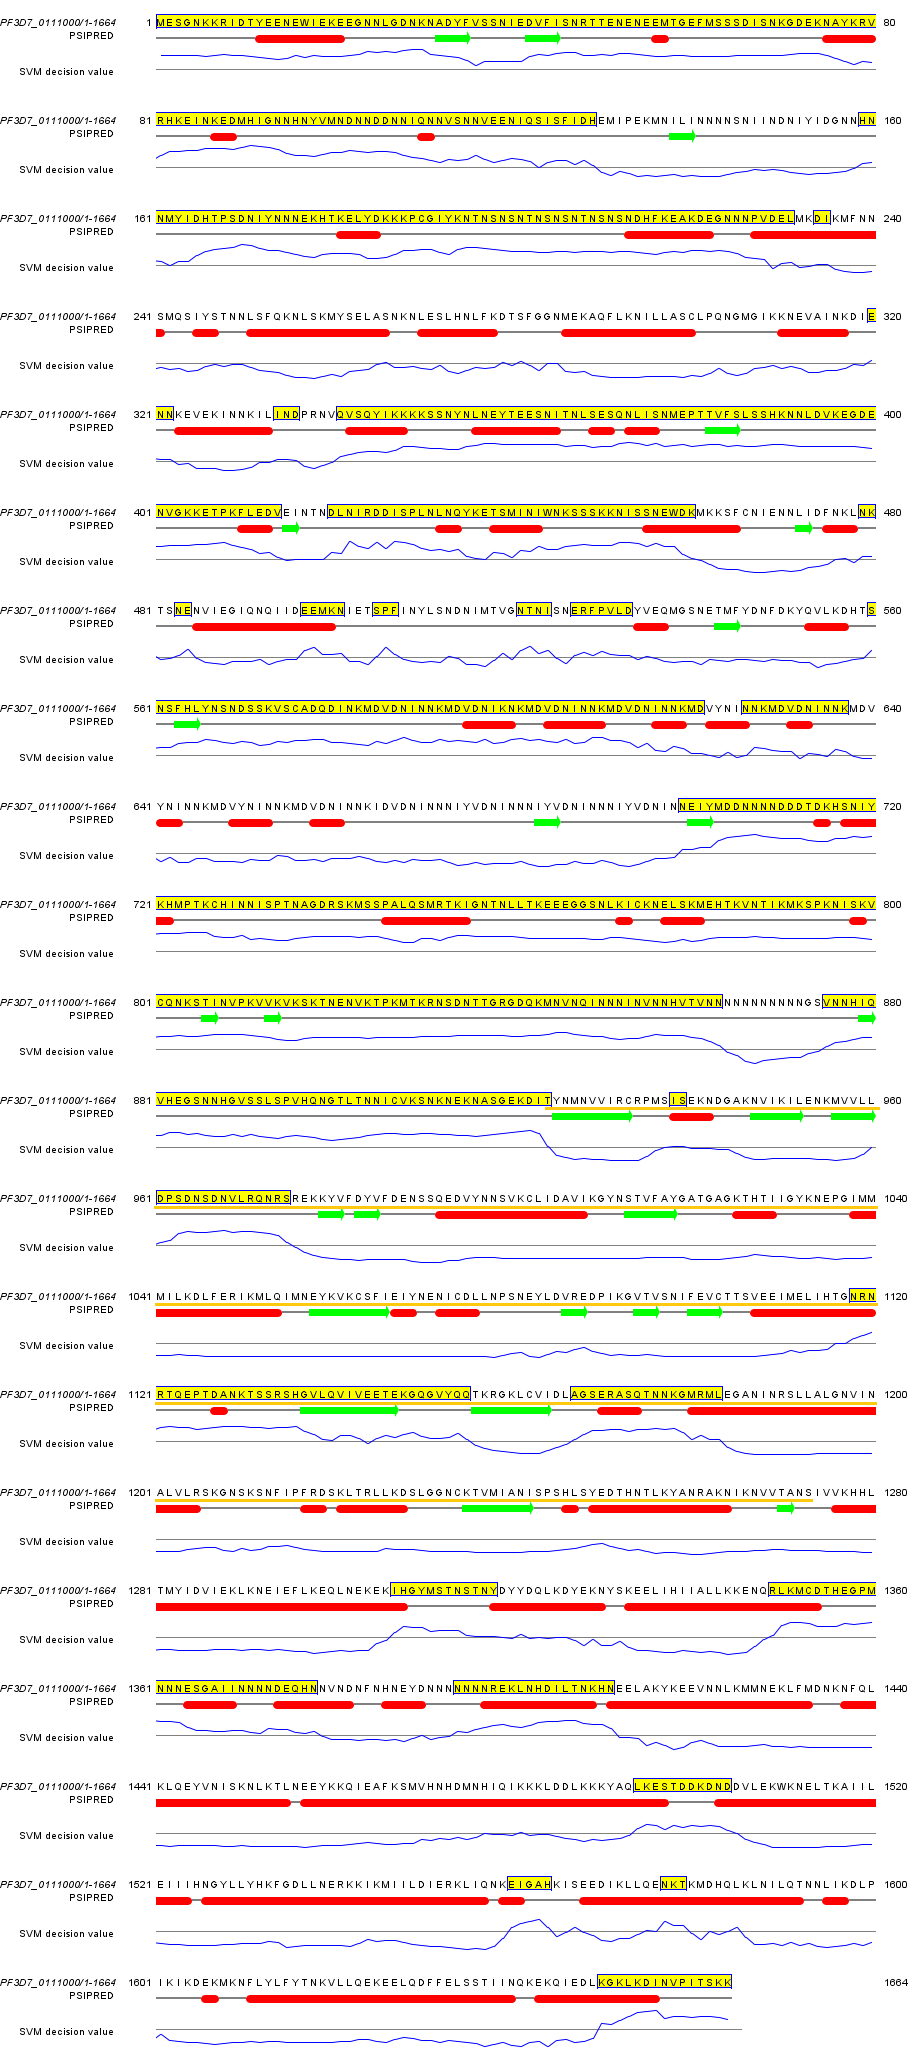 PF3D7_0111000/1-1664 1 MESGNKKRIDTYEENEWIEKEEGNNLGDNKNADYFVSSNIEDVFISNRTTENENEEMTGEFMSSSDISNKGDEKNAYKRV 80
PSIPRED
SVM decision value
PF3D7_0111000/1-1664 81 RHKEINKEDMHIGNNHNYVMNDNNDDNNIQNNVSNNVEENIQSISFIDHEMIPEKMNILINNNNSNIINDNIYIDGNNHN 160
PSIPRED
SVM decision value
PF3D7_0111000/1-1664 161 NMYIDHTPSDNIYNNNEKHTKELYDKKKPCGIYKNTNSNSNTNSNSNTNSNSNDHFKEAKDEGNNNPVDELMKDIKMFNN 240
PSIPRED
SVM decision value
PF3D7_0111000/1-1664 241 SMQSIYSTNNLSFQKNLSKMYSELASNKNLESLHNLFKDTSFGGNMEKAQFLKNILLASCLPQNGMGIKKNEVAINKDIE 320
PSIPRED
SVM decision value
PF3D7_0111000/1-1664 321 NNKEVEKINNKILINDPRNVQVSQYIKKKKSSNYNLNEYTEESNITNLSESQNLISNMEPTTVFSLSSHKNNLDVKEGDE 400
PSIPRED
SVM decision value
PF3D7_0111000/1-1664 401 NVGKKETPKFLEDVEINTNDLNIRDDISPLNLNQYKETSMINIWNKSSSKKNISSNEWDKMKKSFCNIENNLIDFNKLNK 480
PSIPRED
SVM decision value
PF3D7_0111000/1-1664 481 TSNENVIEGIQNQIIDEEMKNIETSPFINYLSNDNIMTVGNTNISNERFPVLDYVEQMGSNETMFYDNFDKYQVLKDHTS 560
PSIPRED
SVM decision value
PF3D7_0111000/1-1664 561 NSFHLYNSNDSSKVSCADQDINKMDVDNINNKMDVDNIKNKMDVDNINNKMDVDNINNKMDVYNINNKMDVDNINNKMDV 640
PSIPRED
SVM decision value
PF3D7_0111000/1-1664 641 YNINNKMDVYNINNKMDVDNINNKIDVDNINNNIYVDNINNNIYVDNINNNIYVDNINNEIYMDDNNNNDDDTDKHSNIY 720
PSIPRED
SVM decision value
PF3D7_0111000/1-1664 721 KHMPTKCHINNISPTNAGDRSKMSSPALQSMRTKIGNTNLLTKEEEGGSNLKICKNELSKMEHTKVNTIKMKSPKNISKV 800
PSIPRED
SVM decision value
PF3D7_0111000/1-1664 801 CQNKSTINVPKVVKVKSKTNENVKTPKMTKRNSDNTTGRGDQKMNVNQINNNINVNNHVTVNNNNNNNNNNNNGSVNNHIQ 880
PSIPRED
SVM decision value
PF3D7_0111000/1-1664 881 VHEGSNNHGVSSLSPVHQNGTLTNNICVKSNKNEKNASGEKDITYNMNVVIRCRPMSISEKNDGAKNVIKILENKMVVLL 960
PSIPRED
SVM decision value
PF3D7_0111000/1-1664 961 DPSDNSDNVLRQNRSREKKYVFDYVFDENSSQEDVYNNSVKCLIDAVIKGYNSTVFAYGATGAGKTHTIIGYKNEPGIMM 1040
PSIPRED
SVM decision value
PF3D7_0111000/1-1664 1041 MILKDLFERIKMLQIMNEYKVKCSFIEIYNENICDLLNPSNEYLDVREDPIKGVTVSNIFEVCTTSVEEIMELIHTGNRN 1120
PSIPRED
SVM decision value
PF3D7_0111000/1-1664 1121 RTQEPTDANKTSSRSHGVLQVIVEETEKGQGVYQQTKRGKLCVIDLAGSERASQTNNKGMRMLEGANINRSLLALGNVIN 1200
PSIPRED
SVM decision value
PF3D7_0111000/1-1664 1201 ALVLRSKGNSKSNFIPFRDSKLTRLLKDSLGGNCKTVMIANISPSHLSYEDTHNTLKYANRAKNIKNVVTANSIVVKHHL 1280
PSIPRED
SVM decision value
PF3D7_0111000/1-1664 1281 TMYIDVIEKLKNEIEFLKEQLNEKEKIHGYMSTNSTNYDYYDQLKDYEKNYSKEELIHIIALLKKENQRLKMCDTHEGPM 1360
PSIPRED
SVM decision value
PF3D7_0111000/1-1664 1361 NNNESGAIINNNNNDEQHNNVNDNFNHNEYDNNNNNNNREKLNHDILTNKHNEELAKYKEEVNNLKMMNEKLFMDNKNFQL 1440
PSIPRED
SVM decision value
PF3D7_0111000/1-1664 1441 KLQEYVNISKNLKTLNEEYKKQIEAFKSMVHNHDMNHIQIKKKLDDLKKKYAQLKESTDDKDNDDVLEKWKNELTKAIIL 1520
PSIPRED
SVM decision value
PF3D7_0111000/1-1664 1521 EIIIHNGYLLYHKFGDLLNERKKIKMIILDIERKLIQNKEIGAHKISEEDIKLLQENKTKMDHQLKLNILQTNNLIKDLP 1600
PSIPRED
SVM decision value
PF3D7_0111000/1-1664 1601 IKIKDEKMKNFLYLFYTNKVLLQEKEELQDFFELSSTIINQKEKQIEDLKGKLKDINVPITSKK 1664
PSIPRED
SVM decision value